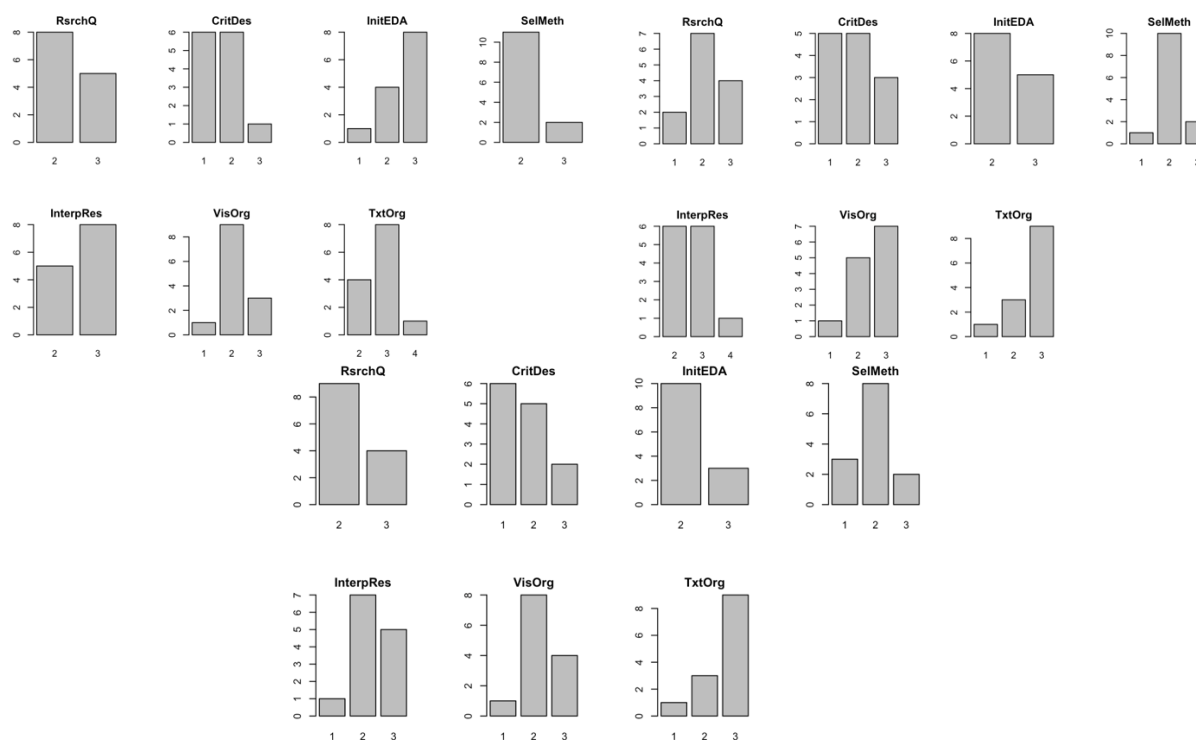 RsrchQ
0 2 4 6 8
2 3
CritDes
0 1 2 3 4 5 6
1 2 3
InitEDA
0 2 4 6 8
1 2 3
SelMeth
0 2 4 6 8 10
2 3
RsrchQ
0 1 2 3 4 5 6 7
1 2 3
CritDes
0 1 2 3 4 5
1 2 3
InitEDA
0 2 4 6 8
2 3
SelMeth
0 2 4 6 8 10
1 2 3
InterpRes
0 2 4 6 8
2 3
VisOrg
0 2 4 6 8
1 2 3
TxtOrg
0 2 4 6 8
2 3 4
InterpRes
0 1 2 3 4 5 6
2 3 4
VisOrg
0 1 2 3 4 5 6 7
1 2 3
TxtOrg
0 2 4 6 8
1 2 3
RsrchQ
0 2 4 6 8
2 3
CritDes
0 1 2 3 4 5 6
1 2 3
InitEDA
0 2 4 6 8 10
2 3
SelMeth
0 2 4 6 8
1 2 3
InterpRes
0 1 2 3 4 5 6 7
1 2 3
VisOrg
0 2 4 6 8
1 2 3
TxtOrg
0 2 4 6 8
1 2 3